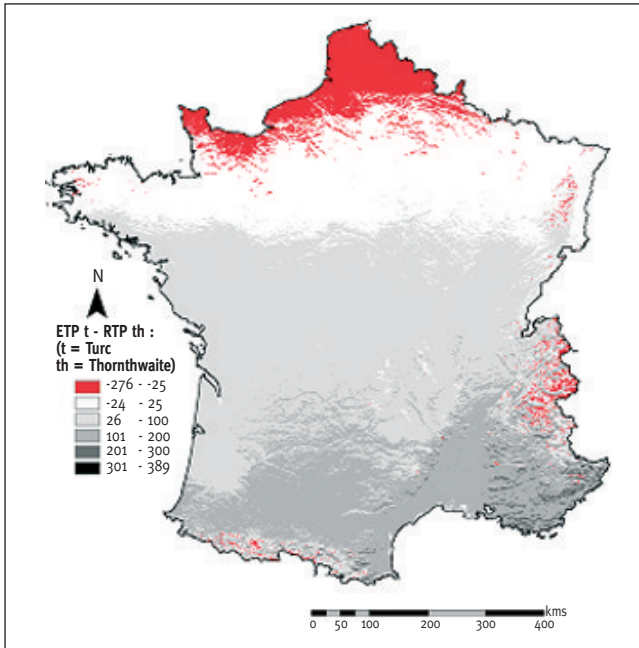 N
ETP t - RTP th :
(t = Turc
th = Thornthwaite)
-276 - -25
-24 - 25
26 - 100
101 - 200
201 - 300
301 - 389
kms
0 50 100 200 300 400